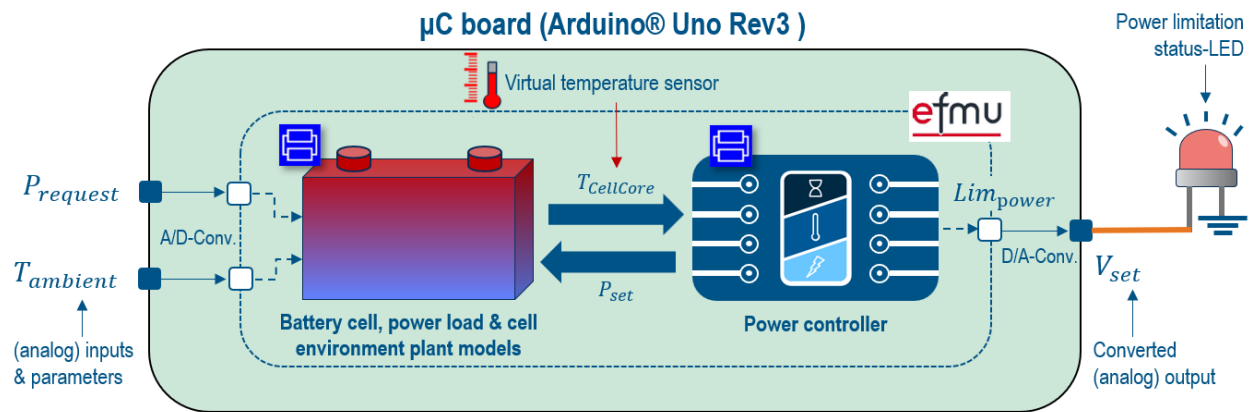 µC board (Arduino® Uno Rev3 )
Power limitation
status-LED
Virtual temperature sensor
efmu
P_request
T_CellCore
Lim_power
A/D-Conv.
T_ambient
D/A-Conv.
P_set
V_set
Battery cell, power load & cell
environment plant models
Power controller
(analog) inputs
& parameters
Converted
(analog) output